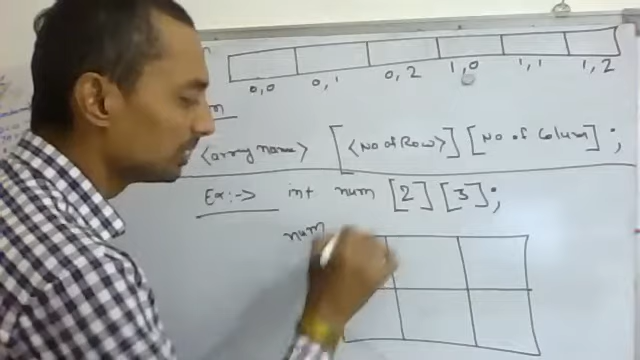 0,0 0,1 0,2 1,0 1,1 1,2
<array name> [<No of Row>] [No of Colum] ;
Ex :-> int num [2] [3];
num